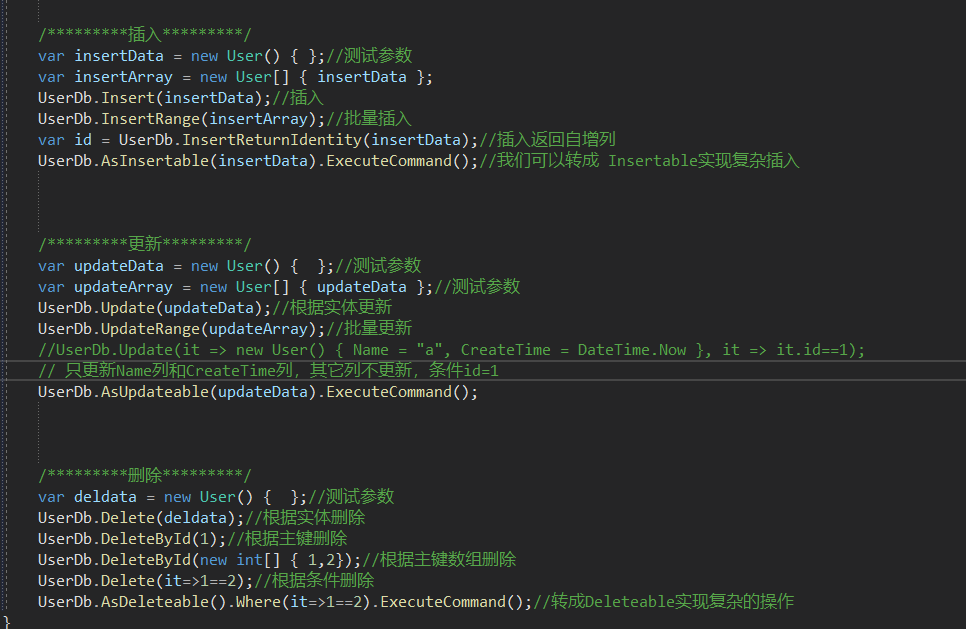 /*********插入*********/
var insertData = new User() { };//测试参数
var insertArray = new User[] { insertData };
UserDb.Insert(insertData);//插入
UserDb.InsertRange(insertArray);//批量插入
var id = UserDb.InsertReturnIdentity(insertData);//插入返回自增列
UserDb.AsInsertable(insertData).ExecuteCommand();//我们可以转成 Insertable实现复杂插入
/*********更新*********/
var updateData = new User() {  };//测试参数
var updateArray = new User[] { updateData };//测试参数
UserDb.Update(updateData);//根据实体更新
UserDb.UpdateRange(updateArray);//批量更新
//UserDb.Update(it => new User() { Name = "a", CreateTime = DateTime.Now }, it => it.id==1);
// 只更新Name列和CreateTime列，其它列不更新，条件id=1
UserDb.AsUpdateable(updateData).ExecuteCommand();
/*********删除*********/
var deldata = new User() {  };//测试参数
UserDb.Delete(deldata);//根据实体删除
UserDb.DeleteById(1);//根据主键删除
UserDb.DeleteById(new int[] { 1,2});//根据主键数组删除
UserDb.Delete(it=>1==2);//根据条件删除
UserDb.AsDeleteable().Where(it=>1==2).ExecuteCommand();//转成Deleteable实现复杂的操作
}